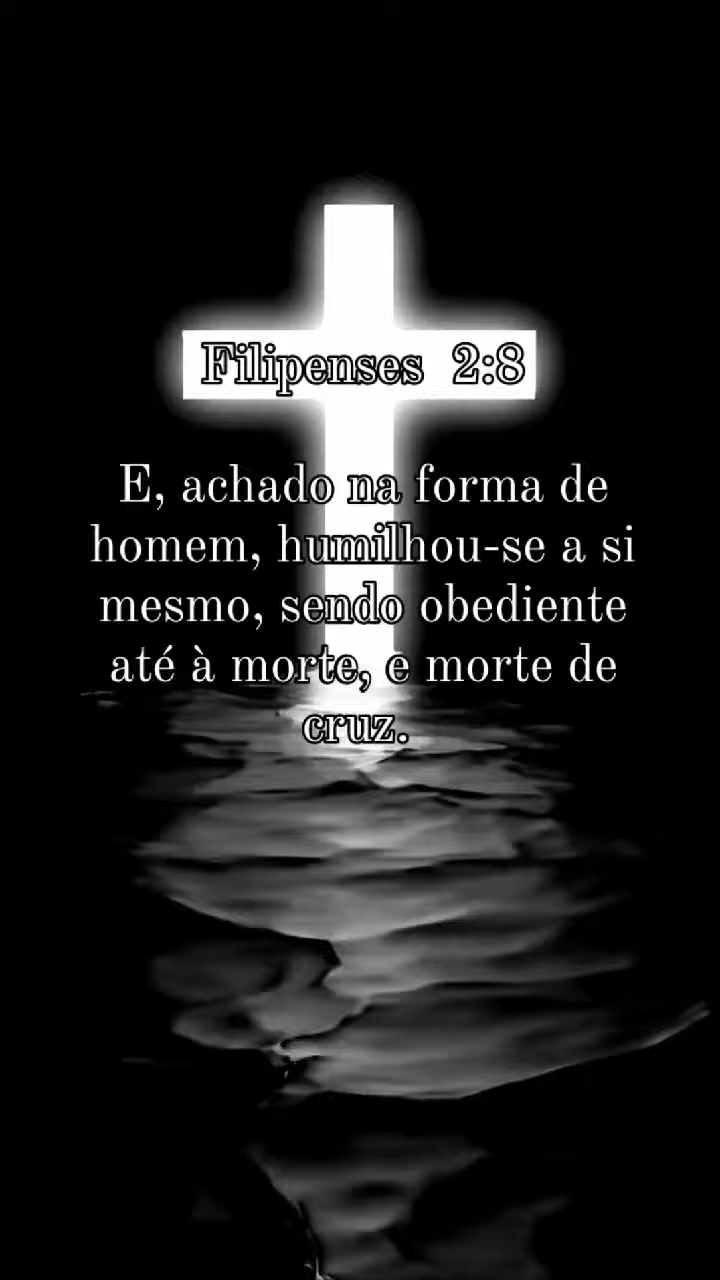 Filipenses 2:8
E, achado na forma de
homem, humilhou-se a si
mesmo, sendo obediente
até à morte, e morte de
cruz.